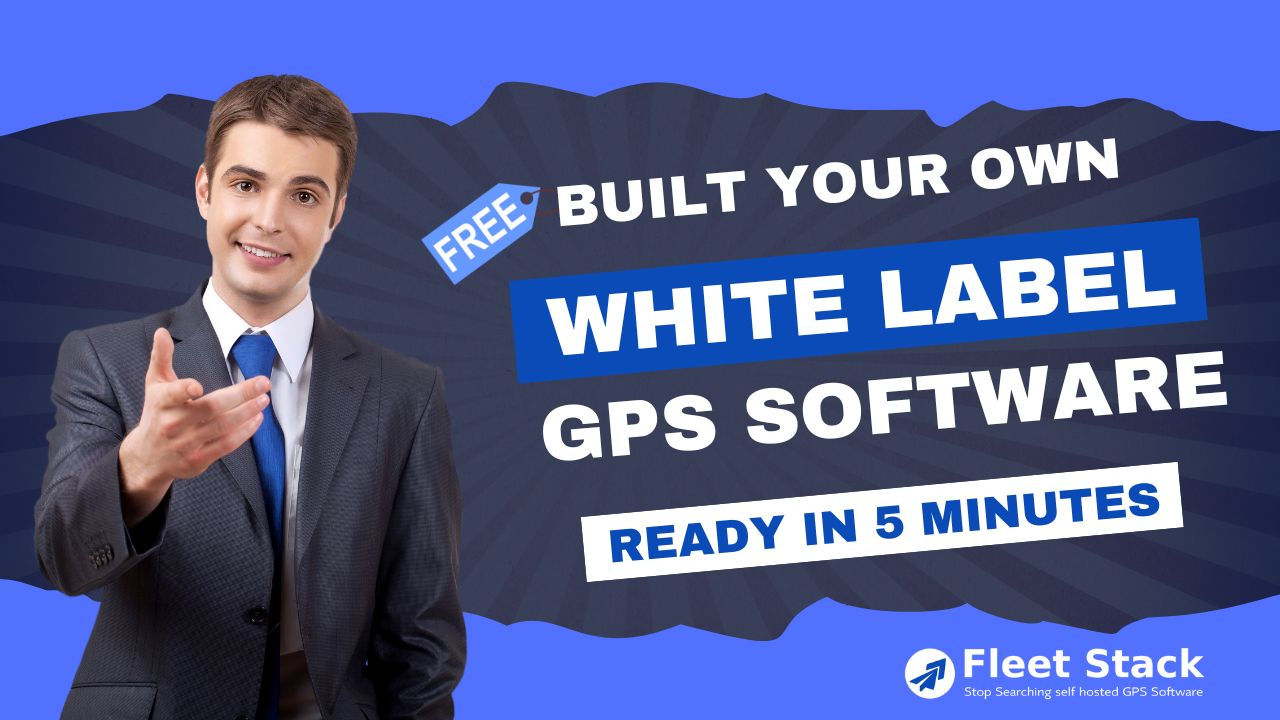 FREE
BUILT YOUR OWN
WHITE LABEL
GPS SOFTWARE
READY IN 5 MINUTES
Fleet Stack
Stop Searching self hosted GPS Software